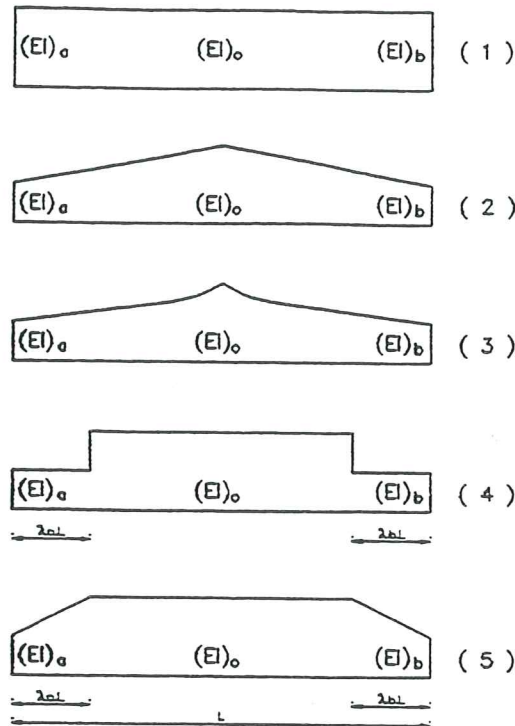 (EI)a (EI)o (EI)b ( 1 )
(EI)a (EI)o (EI)b ( 2 )
(EI)a (EI)o (EI)b ( 3 )
(EI)a (EI)o (EI)b ( 4 )
λaL λbL
(EI)a (EI)o (EI)b ( 5 )
λaL λbL
L